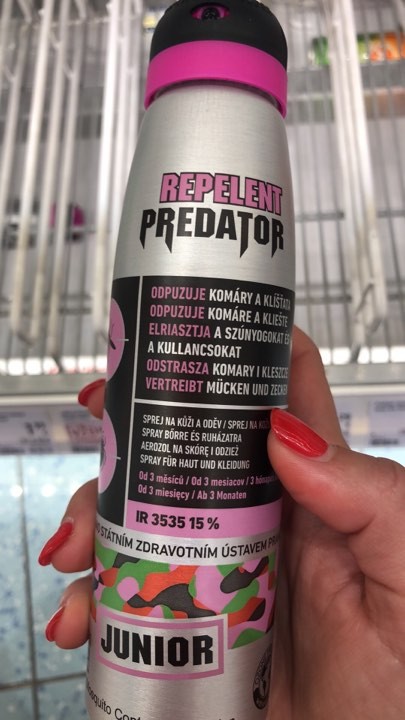 REPELENT
PREDATOR
ODPUZUJE KOMÁRY A KLÍŠŤATA
ODPUZUJE KOMÁRE A KLIEŠTE
ELRIASZTJA A SZÚNYOGOKAT ÉS
A KULLANCSOKAT
ODSTRASZA KOMARY I KLESZCZE
VERTREIBT MÜCKEN UND ZECKEN
SPREJ NA KŮŽI A ODĚV / SPREJ NA
SPRAY BŐRRE ÉS RUHÁZATRA
AEROZOL NA SKÓRĘ I ODZIEŻ
SPRAY FÜR HAUT UND KLEIDUNG
Od 3 měsíců / Od 3 mesiacov / 3
Od 3 miesięcy / Ab 3 Monaten
IR 3535 15 %
STÁTNÍM ZDRAVOTNÍM ÚSTAVEM
JUNIOR